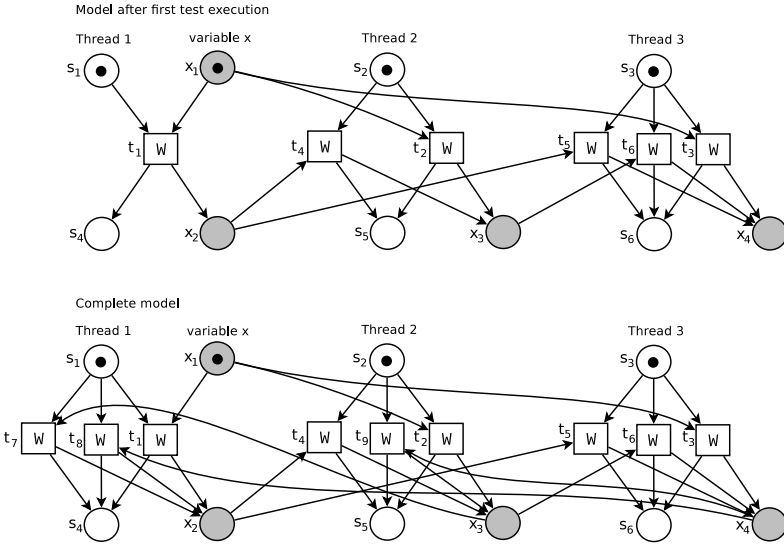 Model after first test execution
Thread 1
variable x
Thread 2
Thread 3
s1
x1
s2
s3
t1 W
t4 W
t2 W
t5 W
t6 W
t3 W
s4
x2
s5
x3
s6
x4
Complete model
Thread 1
variable x
Thread 2
Thread 3
s1
x1
s2
s3
t7 W
t8 W
t1 W
t4 W
t9 W
t2 W
t5 W
t6 W
t3 W
s4
x2
s5
x3
s6
x4